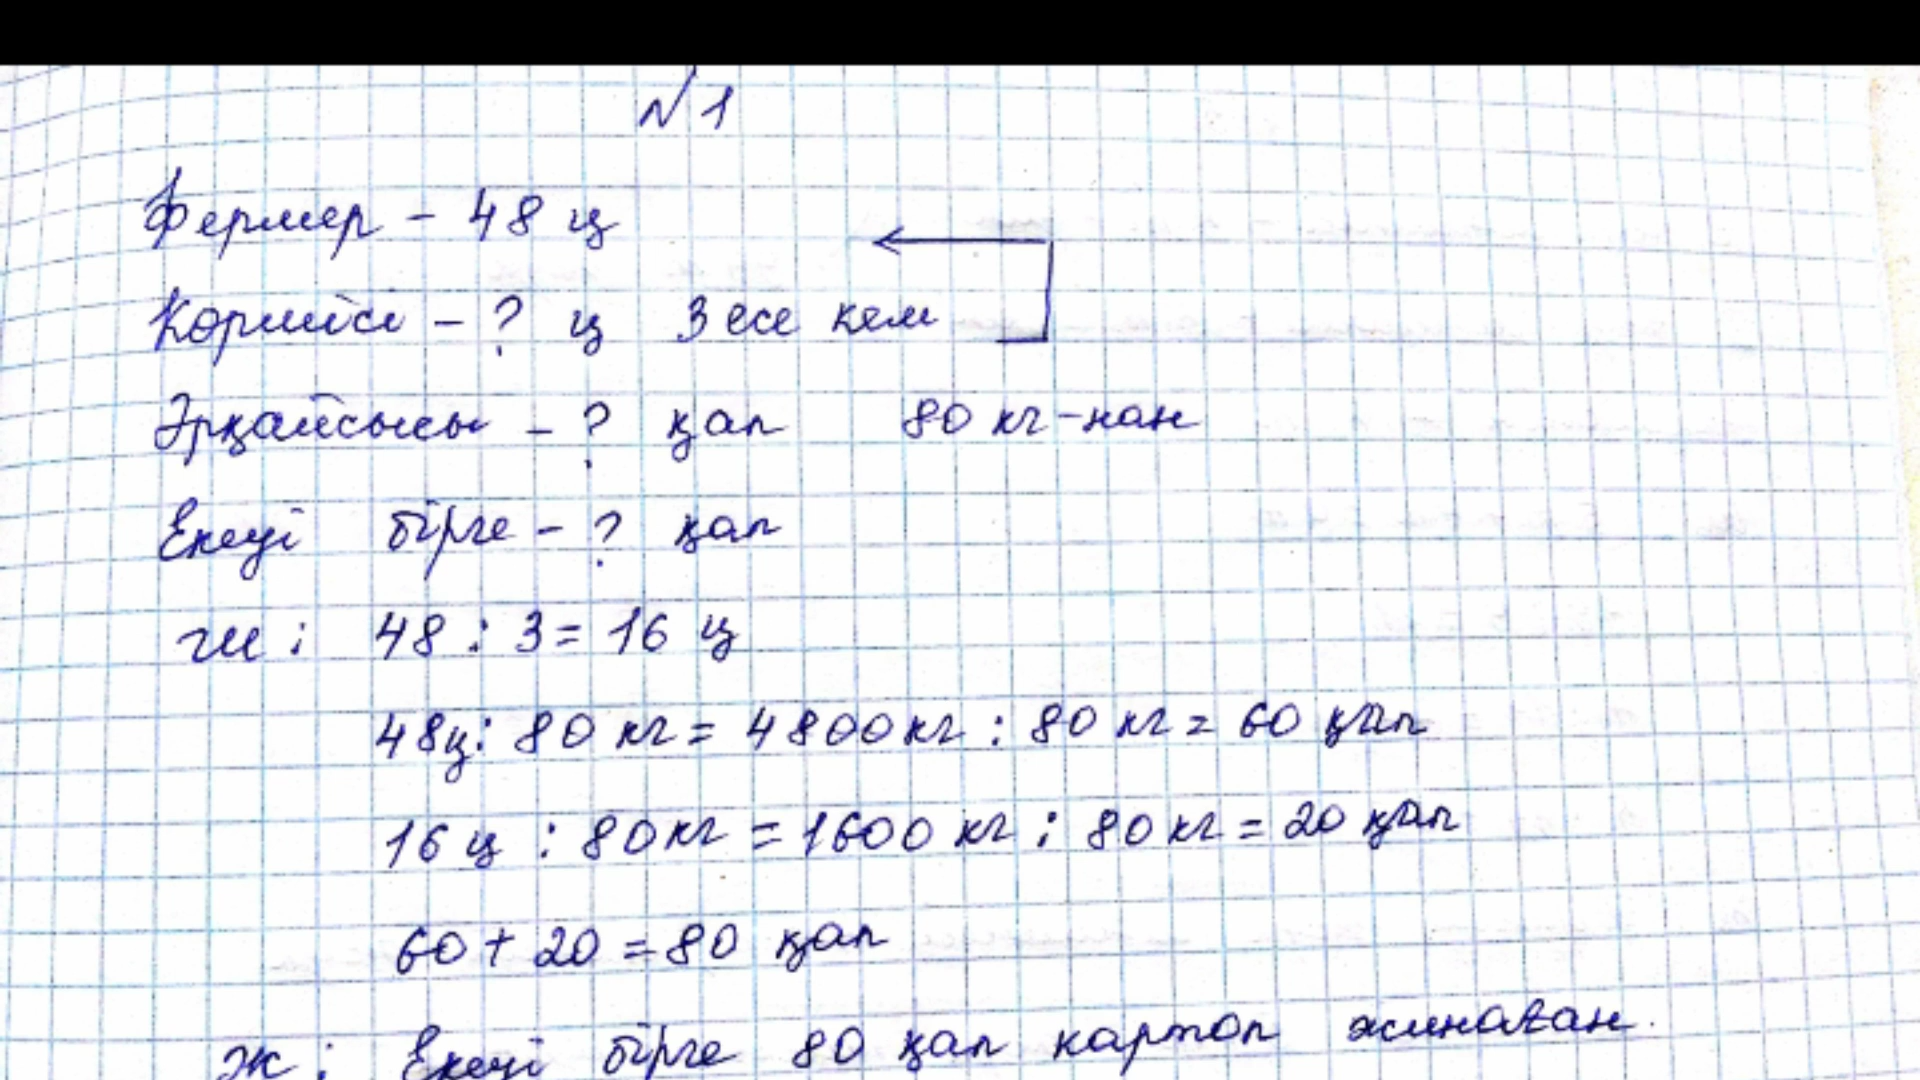 №1
Фермер - 48 ц
Көршісі - ? ц 3 есе кем
Әрқайсысы - ? қап 80 кг-нан
Екеуі бірге - ? қап
ш: 48 : 3 = 16 ц
48ц : 80 кг = 4800кг : 80 кг = 60 қап
16 ц : 80кг = 1600 кг : 80 кг = 20 қап
60 + 20 = 80 қап
Ж: Екеуі бірге 80 қап картоп жинаған.